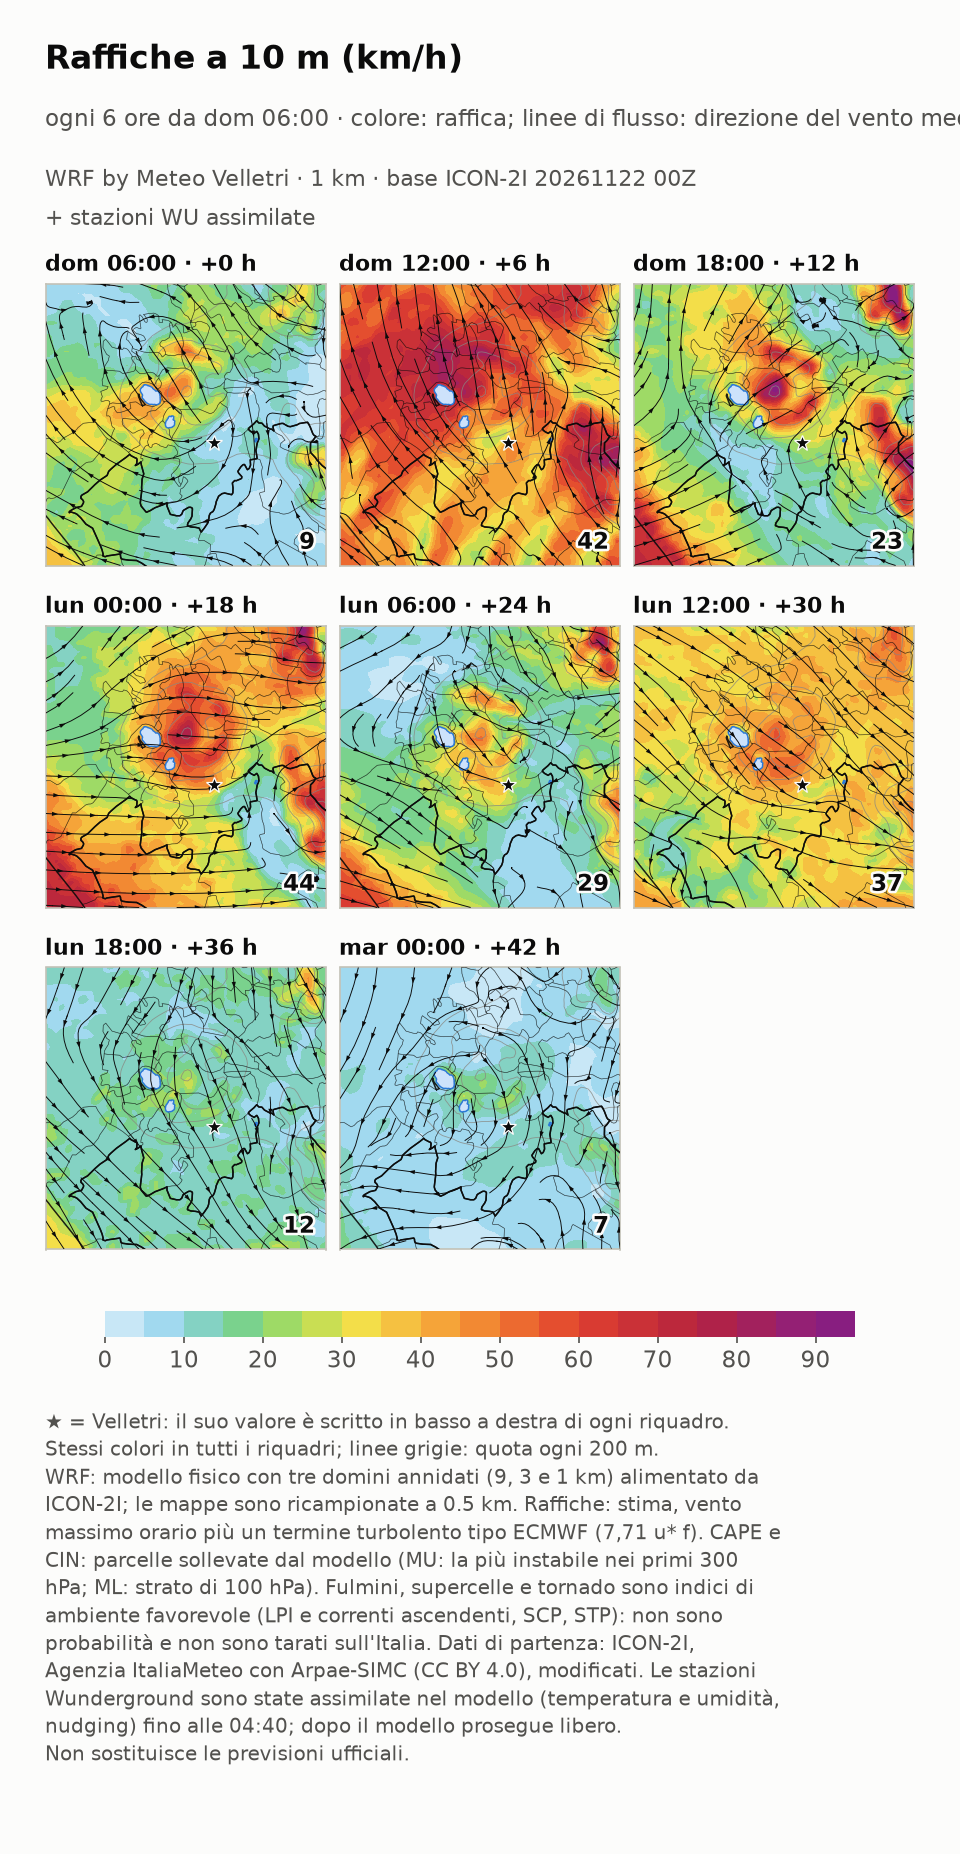 Raffiche a 10 m (km/h)
ogni 6 ore da dom 06:00 · colore: raffica; linee di flusso: direzione del vento
WRF by Meteo Velletri · 1 km · base ICON-2I 20261122 00Z
+ stazioni WU assimilate
dom 06:00 · +0 h
dom 12:00 · +6 h
dom 18:00 · +12 h
9
42
23
lun 00:00 · +18 h
lun 06:00 · +24 h
lun 12:00 · +30 h
44
29
37
lun 18:00 · +36 h
mar 00:00 · +42 h
12
7
0 10 20 30 40 50 60 70 80 90
★ = Velletri: il suo valore è scritto in basso a destra di ogni riquadro.
Stessi colori in tutti i riquadri; linee grigie: quota ogni 200 m.
WRF: modello fisico con tre domini annidati (9, 3 e 1 km) alimentato da
ICON-2I; le mappe sono ricampionate a 0.5 km. Raffiche: stima, vento
massimo orario più un termine turbolento tipo ECMWF (7,71 u* f). CAPE e
CIN: parcelle sollevate dal modello (MU: la più instabile nei primi 300
hPa; ML: strato di 100 hPa). Fulmini, supercelle e tornado sono indici di
ambiente favorevole (LPI e correnti ascendenti, SCP, STP): non sono
probabilità e non sono tarati sull'Italia. Dati di partenza: ICON-2I,
Agenzia ItaliaMeteo con Arpae-SIMC (CC BY 4.0), modificati. Le stazioni
Wunderground sono state assimilate nel modello (temperatura e umidità,
nudging) fino alle 04:40; dopo il modello prosegue libero.
Non sostituisce le previsioni ufficiali.